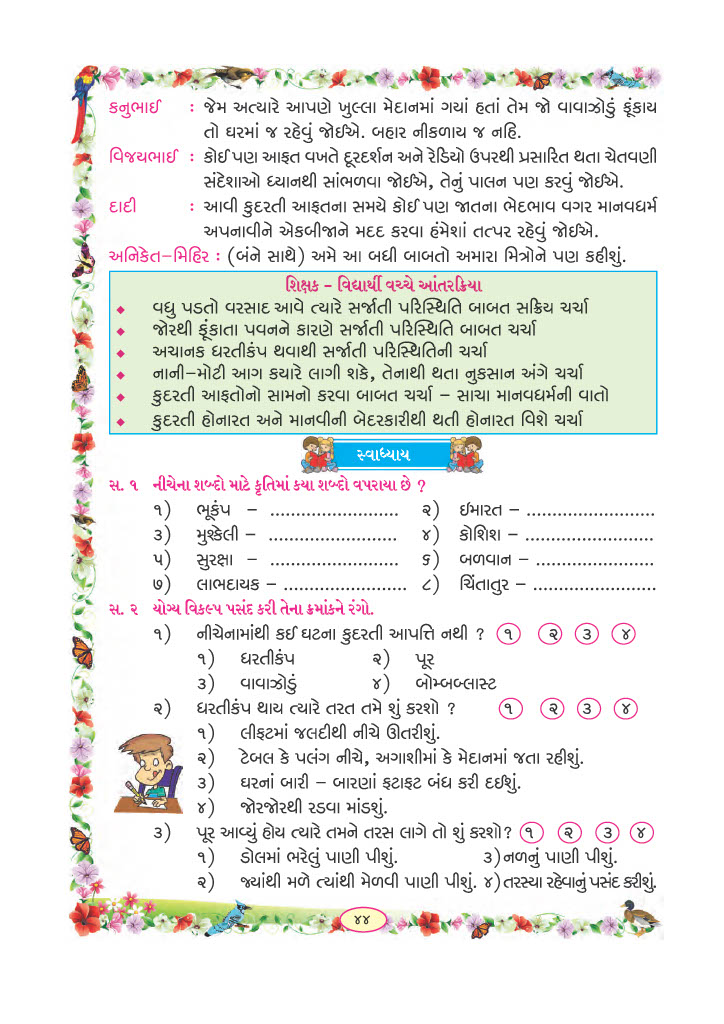 કનુભાઈ : જેમ અત્યારે આપણે ખુલ્લા મેદાનમાં ગયાં હતાં તેમ જો વાવાઝોડું ફૂંકાય
તો ઘરમાં જ રહેવું જોઈએ. બહાર નીકળાય જ નહિ.
વિજયભાઈ : કોઈ પણ આફત વખતે દૂરદર્શન અને રેડિયો ઉપરથી પ્રસારિત થતા ચેતવણી
સંદેશાઓ ધ્યાનથી સાંભળવા જોઈએ, તેનું પાલન પણ કરવું જોઈએ.
દાદી : આવી કુદરતી આફતના સમયે કોઈ પણ જાતના ભેદભાવ વગર માનવધર્મ
અપનાવીને એકબીજાને મદદ કરવા હંમેશાં તત્પર રહેવું જોઈએ.
અનિકેત–મિહિર : (બંને સાથે) અમે આ બધી બાબતો અમારા મિત્રોને પણ કહીશું.
શિક્ષક – વિદ્યાર્થી વચ્ચે આંતરક્રિયા
◆ વધુ પડતો વરસાદ આવે ત્યારે સર્જાતી પરિસ્થિતિ બાબત સક્રિય ચર્ચા
◆ જોરથી ફૂંકાતા પવનને કારણે સર્જાતી પરિસ્થિતિ બાબત ચર્ચા
◆ અચાનક ધરતીકંપ થવાથી સર્જાતી પરિસ્થિતિની ચર્ચા
◆ નાની–મોટી આગ કયારે લાગી શકે, તેનાથી થતા નુકસાન અંગે ચર્ચા
◆ કુદરતી આફતોનો સામનો કરવા બાબત ચર્ચા – સાચા માનવધર્મની વાતો
◆ કુદરતી હોનારત અને માનવીની બેદરકારીથી થતી હોનારત વિશે ચર્ચા
સ્વાધ્યાય
સ. ૧ નીચેના શબ્દો માટે કૃતિમાં કયા શબ્દો વપરાયા છે ?
૧) ભૂકંપ – ......................... ૨) ઈમારત – .........................
૩) મુશ્કેલી – ......................... ૪) કોશિશ – .........................
૫) સુરક્ષા – ......................... ૬) બળવાન – .......................
૭) લાભદાયક – ........................ ૮) ચિંતાતુર – ........................
સ. ૨ યોગ્ય વિકલ્પ પસંદ કરી તેના ક્રમાંકને રંગો.
૧) નીચેનામાંથી કઈ ઘટના કુદરતી આપત્તિ નથી ? ૧ ૨ ૩ ૪
૧) ધરતીકંપ ૨) પૂર
૩) વાવાઝોડું ૪) બોમ્બબ્લાસ્ટ
૨) ધરતીકંપ થાય ત્યારે તરત તમે શું કરશો ? ૧ ૨ ૩ ૪
૧) લીફટમાં જલદીથી નીચે ઊતરીશું.
૨) ટેબલ કે પલંગ નીચે, અગાશીમાં કે મેદાનમાં જતા રહીશું.
૩) ઘરનાં બારી – બારણાં ફટાફટ બંધ કરી દઈશું.
૪) જોરજોરથી રડવા માંડશું.
૩) પૂર આવ્યું હોય ત્યારે તમને તરસ લાગે તો શું કરશો? ૧ ૨ ૩ ૪
૧) ડોલમાં ભરેલું પાણી પીશું. ૩) નળનું પાણી પીશું.
૨) જ્યાંથી મળે ત્યાંથી મેળવી પાણી પીશું. ૪) તરસ્યા રહેવાનું પસંદ કરીશું.
૪૪